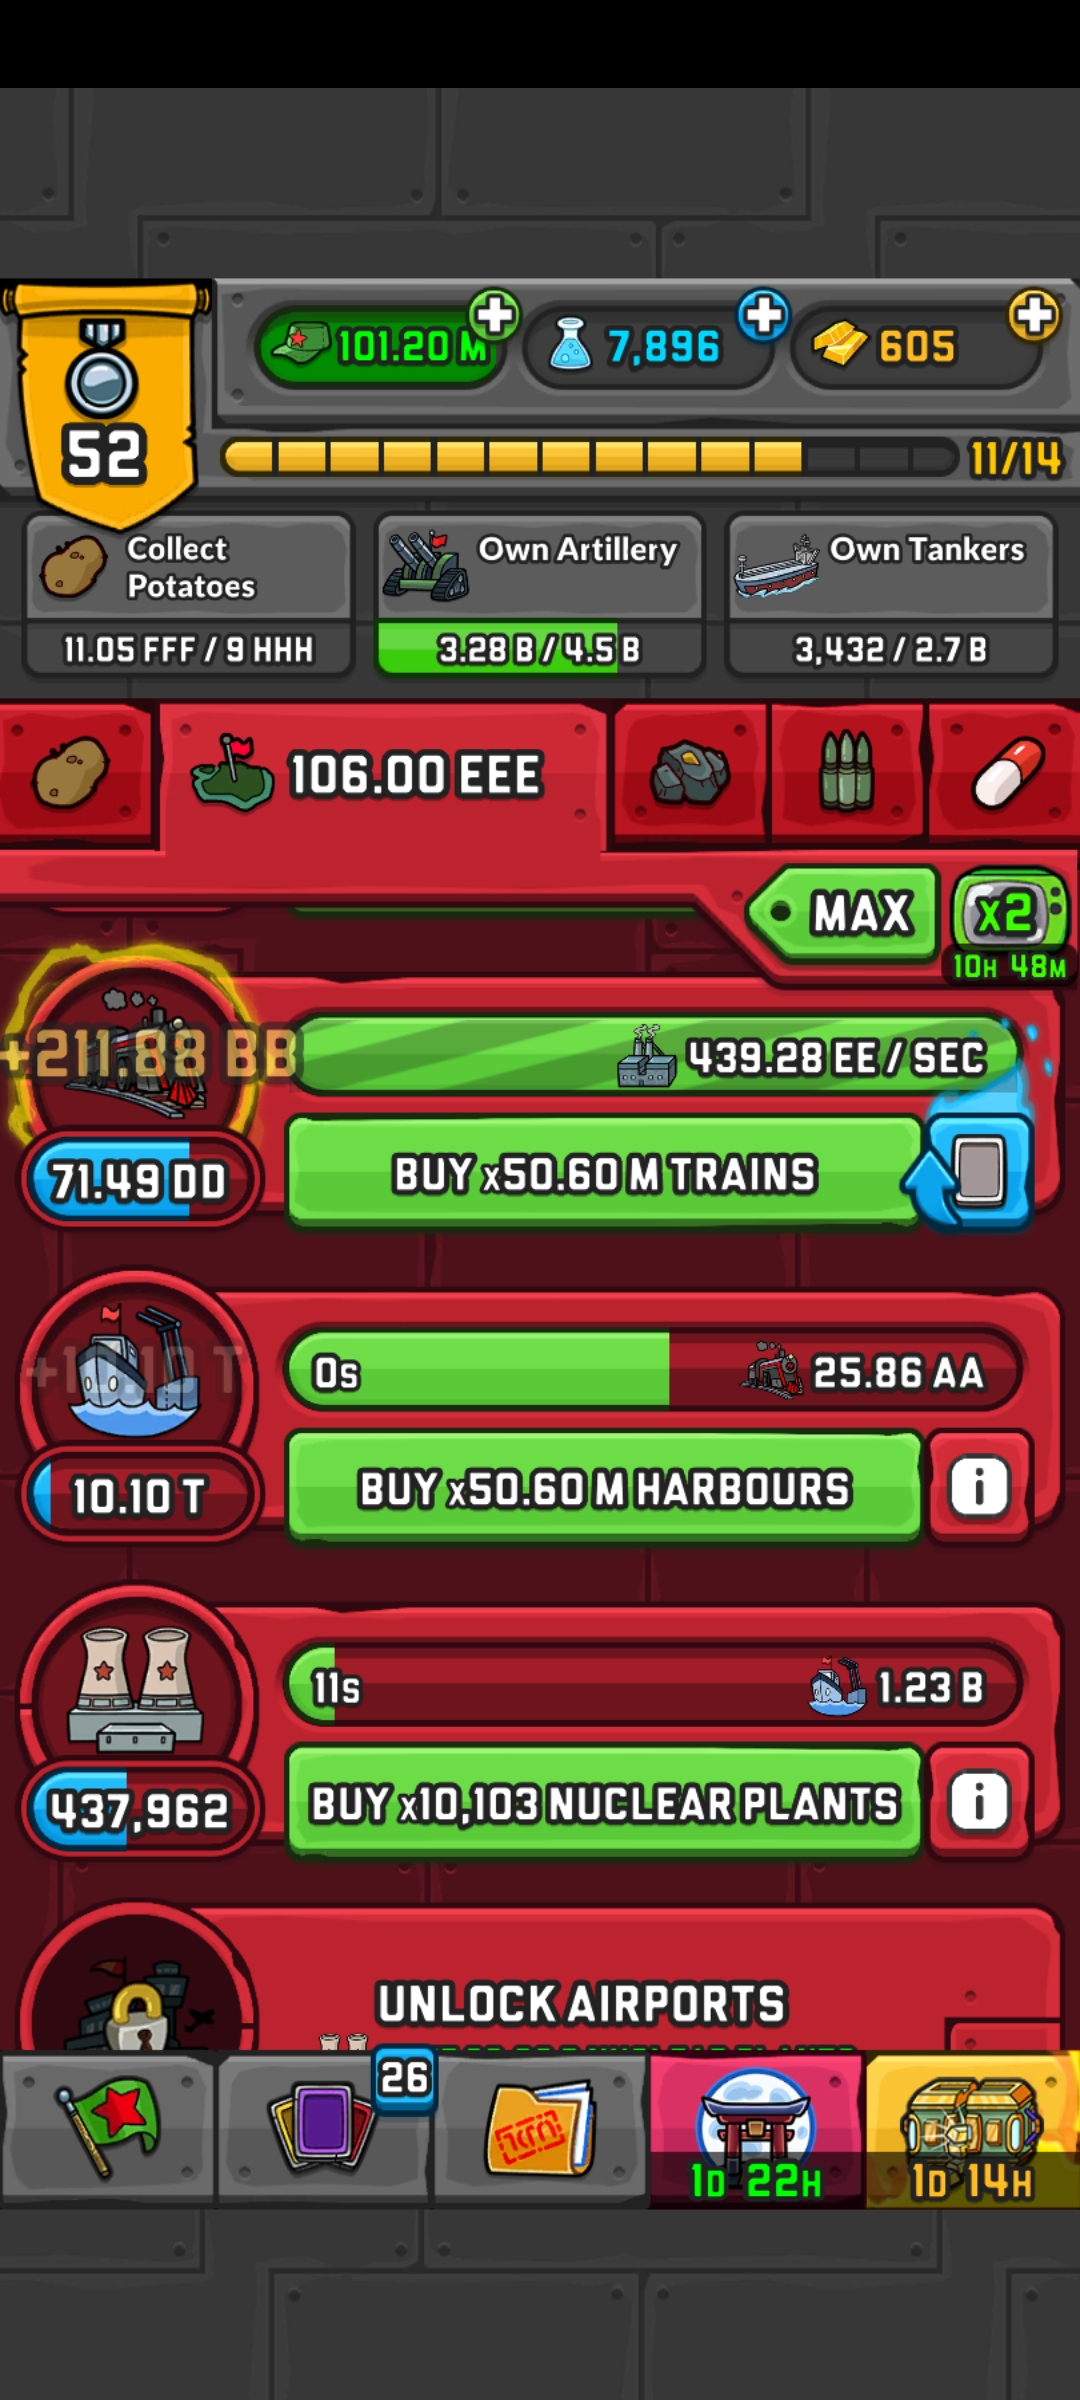 101.20 M
7,896
605
52
11/14
Collect
Potatoes
11.05 FFF / 9 HHH
Own Artillery
3.28 B / 4.5 B
Own Tankers
3,432 / 2.7 B
106.00 EEE
MAX
x2
10H 48M
+211.88 BB
439.28 EE / SEC
71.49 DD
BUY x50.60 M TRAINS
+10.10 T
0s
25.86 AA
10.10 T
BUY x50.60 M HARBOURS
i
11s
1.23 B
437,962
BUY x10,103 NUCLEAR PLANTS
i
UNLOCK AIRPORTS
26
1D 22H
1D 14H